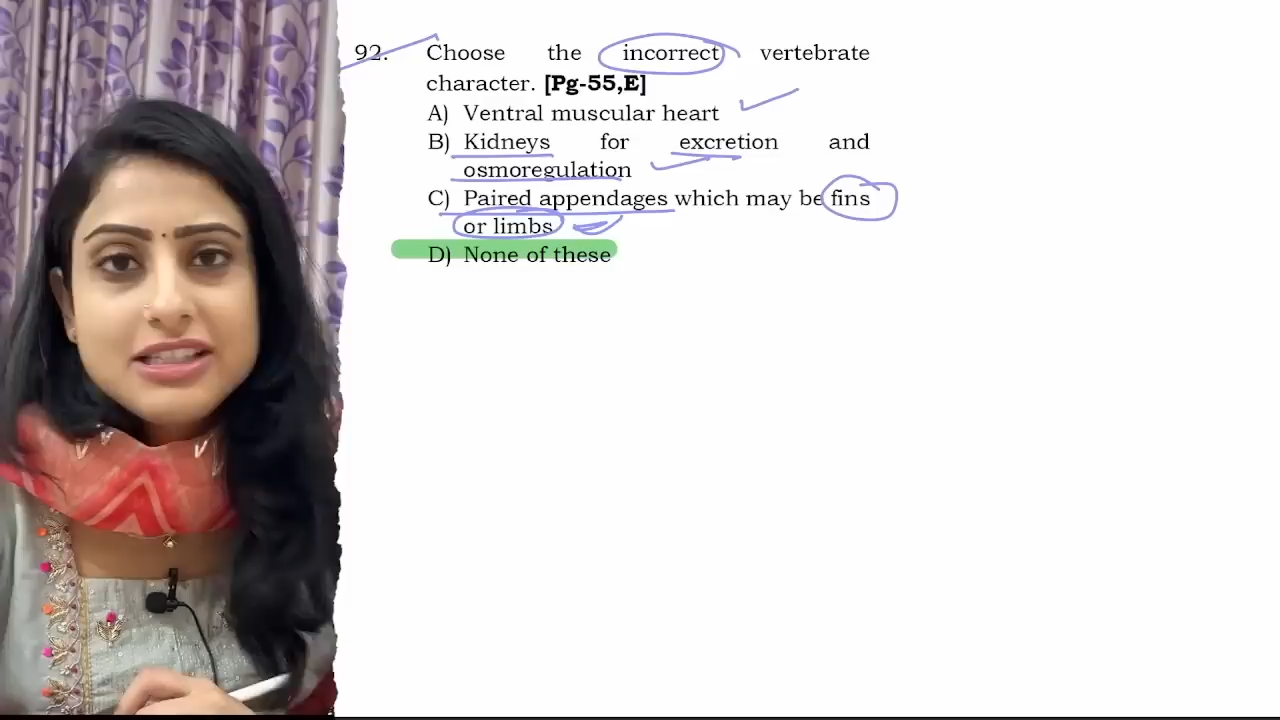 92. Choose the incorrect vertebrate
character. [Pg-55,E]
A) Ventral muscular heart
B) Kidneys for excretion and
osmoregulation
C) Paired appendages which may be fins
or limbs
D) None of these